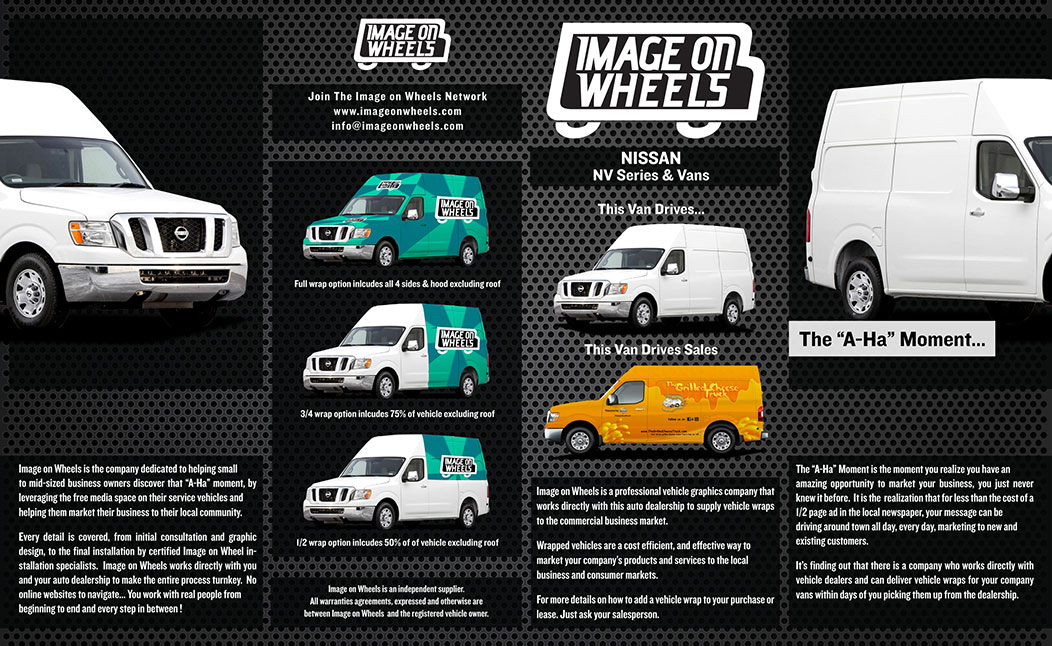 Image on Wheels is the company dedicated to helping small
to mid-sized business owners discover that “A-Ha” moment, by
leveraging the free media space on their service vehicles and
helping them market their business to their local community.
Every detail is covered, from initial consultation and graphic
design, to the final installation by certified Image on Wheel in-
stallation specialists. Image on Wheels works directly with you
and your auto dealership to make the entire process turnkey. No
online websites to navigate... You work with real people from
beginning to end and every step in between !
IMAGE ON
WHEELS
Join The Image on Wheels Network
www.imageonwheels.com
info@imageonwheels.com
IMAGE ON
WHEELS
Full wrap option inlcudes all 4 sides & hood excluding roof
IMAGE ON
WHEELS
3/4 wrap option inlcudes 75% of vehicle excluding roof
IMAGE ON
WHEELS
1/2 wrap option inlcudes 50% of of vehicle excluding roof
Image on Wheels is an independent supplier.
All warranties agreements, expressed and otherwise are
between Image on Wheels and the registered vehicle owner.
IMAGE ON
WHEELS
NISSAN
NV Series & Vans
This Van Drives...
This Van Drives Sales
The
Grilled Cheese
Truck
Image on Wheels is a professional vehicle graphics company that
works directly with this auto dealership to supply vehicle wraps
to the commercial business market.
Wrapped vehicles are a cost efficient, and effective way to
market your company’s products and services to the local
business and consumer markets.
For more details on how to add a vehicle wrap to your purchase or
lease. Just ask your salesperson.
The “A-Ha” Moment...
The “A-Ha” Moment is the moment you realize you have an
amazing opportunity to market your business, you just never
knew it before. It is the realization that for less than the cost of a
1/2 page ad in the local newspaper, your message can be
driving around town all day, every day, marketing to new and
existing customers.
It’s finding out that there is a company who works directly with
vehicle dealers and can deliver vehicle wraps for your company
vans within days of you picking them up from the dealership.